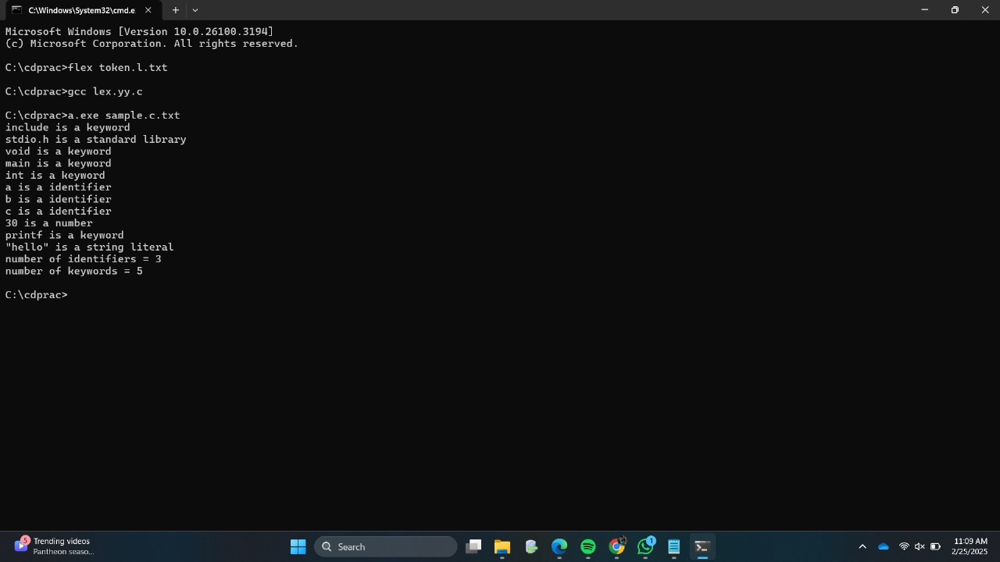 C:\Windows\System32\cmd.e
Microsoft Windows [Version 10.0.26100.3194]
(c) Microsoft Corporation. All rights reserved.
C:\cdprac>flex token.l.txt
C:\cdprac>gcc lex.yy.c
C:\cdprac>a.exe sample.c.txt
include is a keyword
stdio.h is a standard library
void is a keyword
main is a keyword
int is a keyword
a is a identifier
b is a identifier
c is a identifier
30 is a number
printf is a keyword
"hello" is a string literal
number of identifiers = 3
number of keywords = 5
C:\cdprac>
5
Trending videos
Pantheon seaso...
Search
1
11:09 AM
2/25/2025